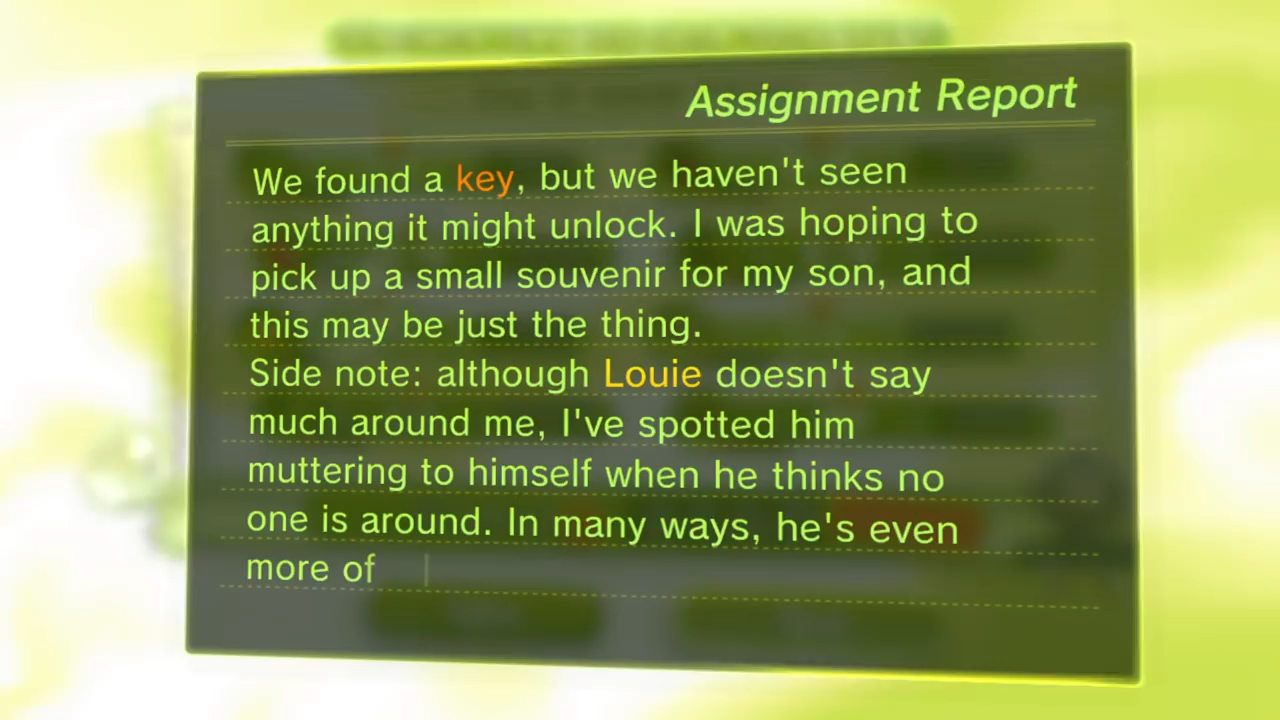 Assignment Report
We found a key, but we haven't seen
anything it might unlock. I was hoping to
pick up a small souvenir for my son, and
this may be just the thing.
Side note: although Louie doesn't say
much around me, I've spotted him
muttering to himself when he thinks no
one is around. In many ways, he's even
more of